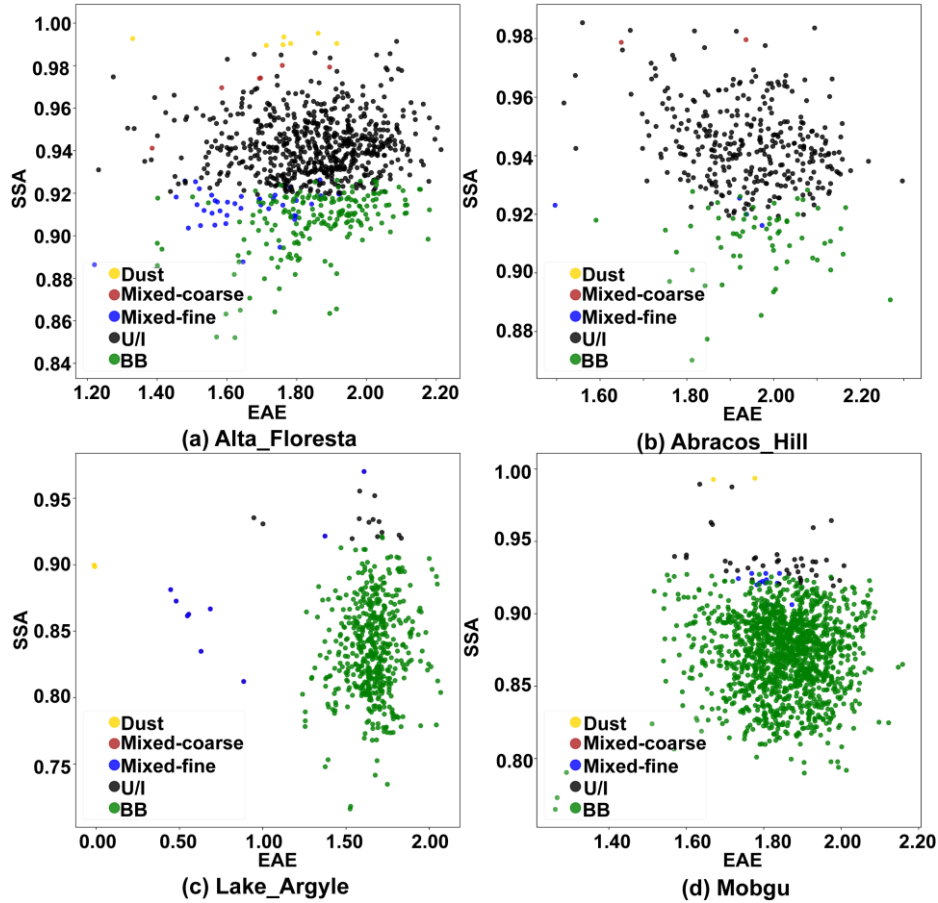 1.00
0.98
0.96
0.94
0.92
0.90
0.88
0.86
0.84
SSA
Dust
Mixed-coarse
Mixed-fine
U/I
BB
1.20 1.40 1.60 1.80 2.00 2.20
EAE
(a) Alta_Floresta
0.98
0.96
0.94
0.92
0.90
0.88
SSA
Dust
Mixed-coarse
Mixed-fine
U/I
BB
1.60 1.80 2.00 2.20
EAE
(b) Abracos_Hill
0.95
0.90
0.85
0.80
0.75
SSA
Dust
Mixed-coarse
Mixed-fine
U/I
BB
0.00 0.50 1.00 1.50 2.00
EAE
(c) Lake_Argyle
1.00
0.95
0.90
0.85
0.80
SSA
Dust
Mixed-coarse
Mixed-fine
U/I
BB
1.40 1.60 1.80 2.00 2.20
EAE
(d) Mobgu